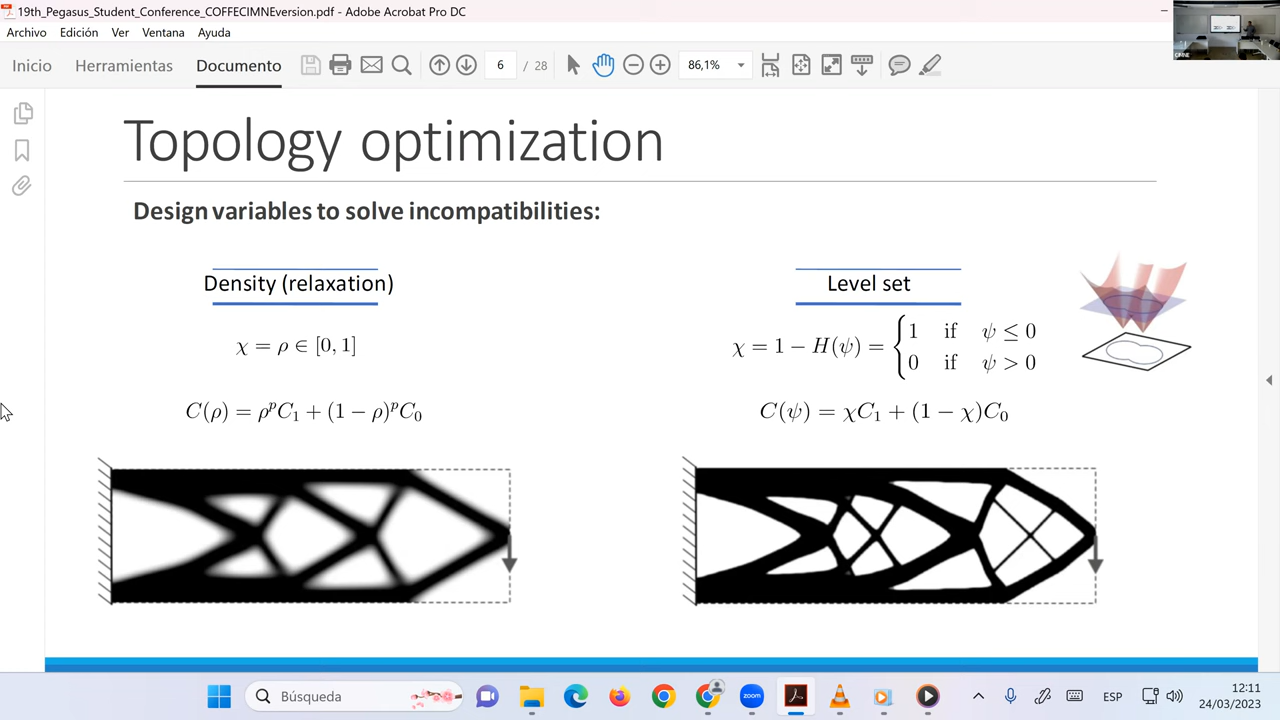 19th_Pegasus_Student_Conference_COFFECIMNEversion.pdf - Adobe Acrobat Pro DC
Archivo Edición Ver Ventana Ayuda
Inicio Herramientas Documento 6 / 28 86,1%
CIMNE
Topology optimization
Design variables to solve incompatibilities:
Density (relaxation)
χ = ρ ∈ [0, 1]
C(ρ) = ρ^p C₁ + (1 − ρ)^p C₀
Level set
χ = 1 − H(ψ) = { 1 if ψ ≤ 0
0 if ψ > 0
C(ψ) = χC₁ + (1 − χ)C₀
Búsqueda
zoom
ESP
12:11
24/03/2023